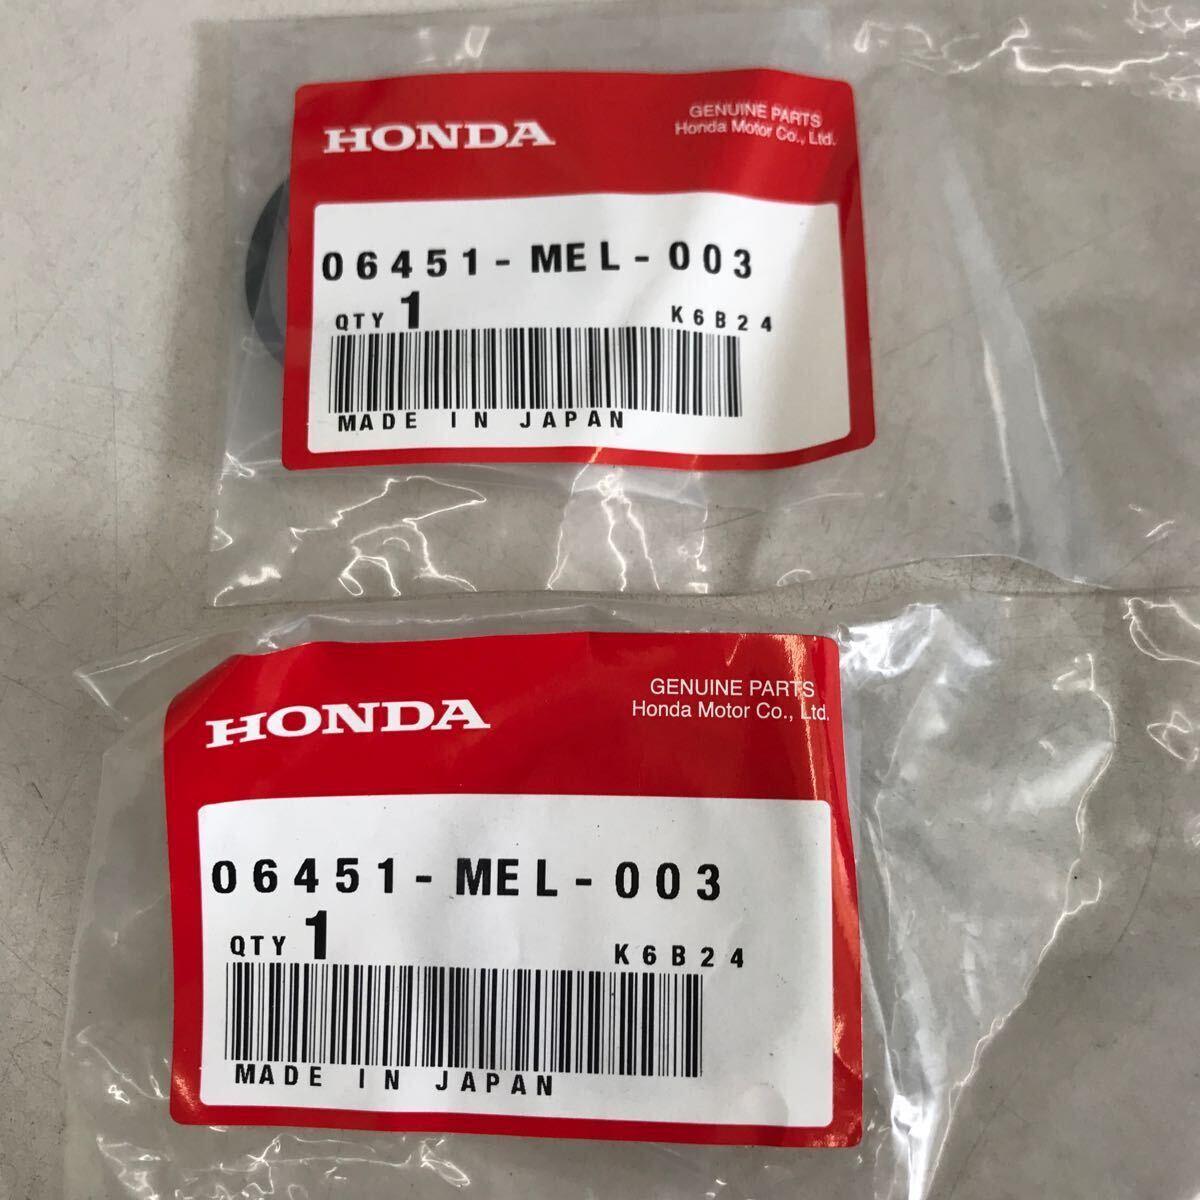 HONDA
GENUINE PARTS
Honda Motor Co., Ltd.
06451-MEL-003
QTY 1 K6B24
MADE IN JAPAN
HONDA
GENUINE PARTS
Honda Motor Co., Ltd.
06451-MEL-003
QTY 1 K6B24
MADE IN JAPAN